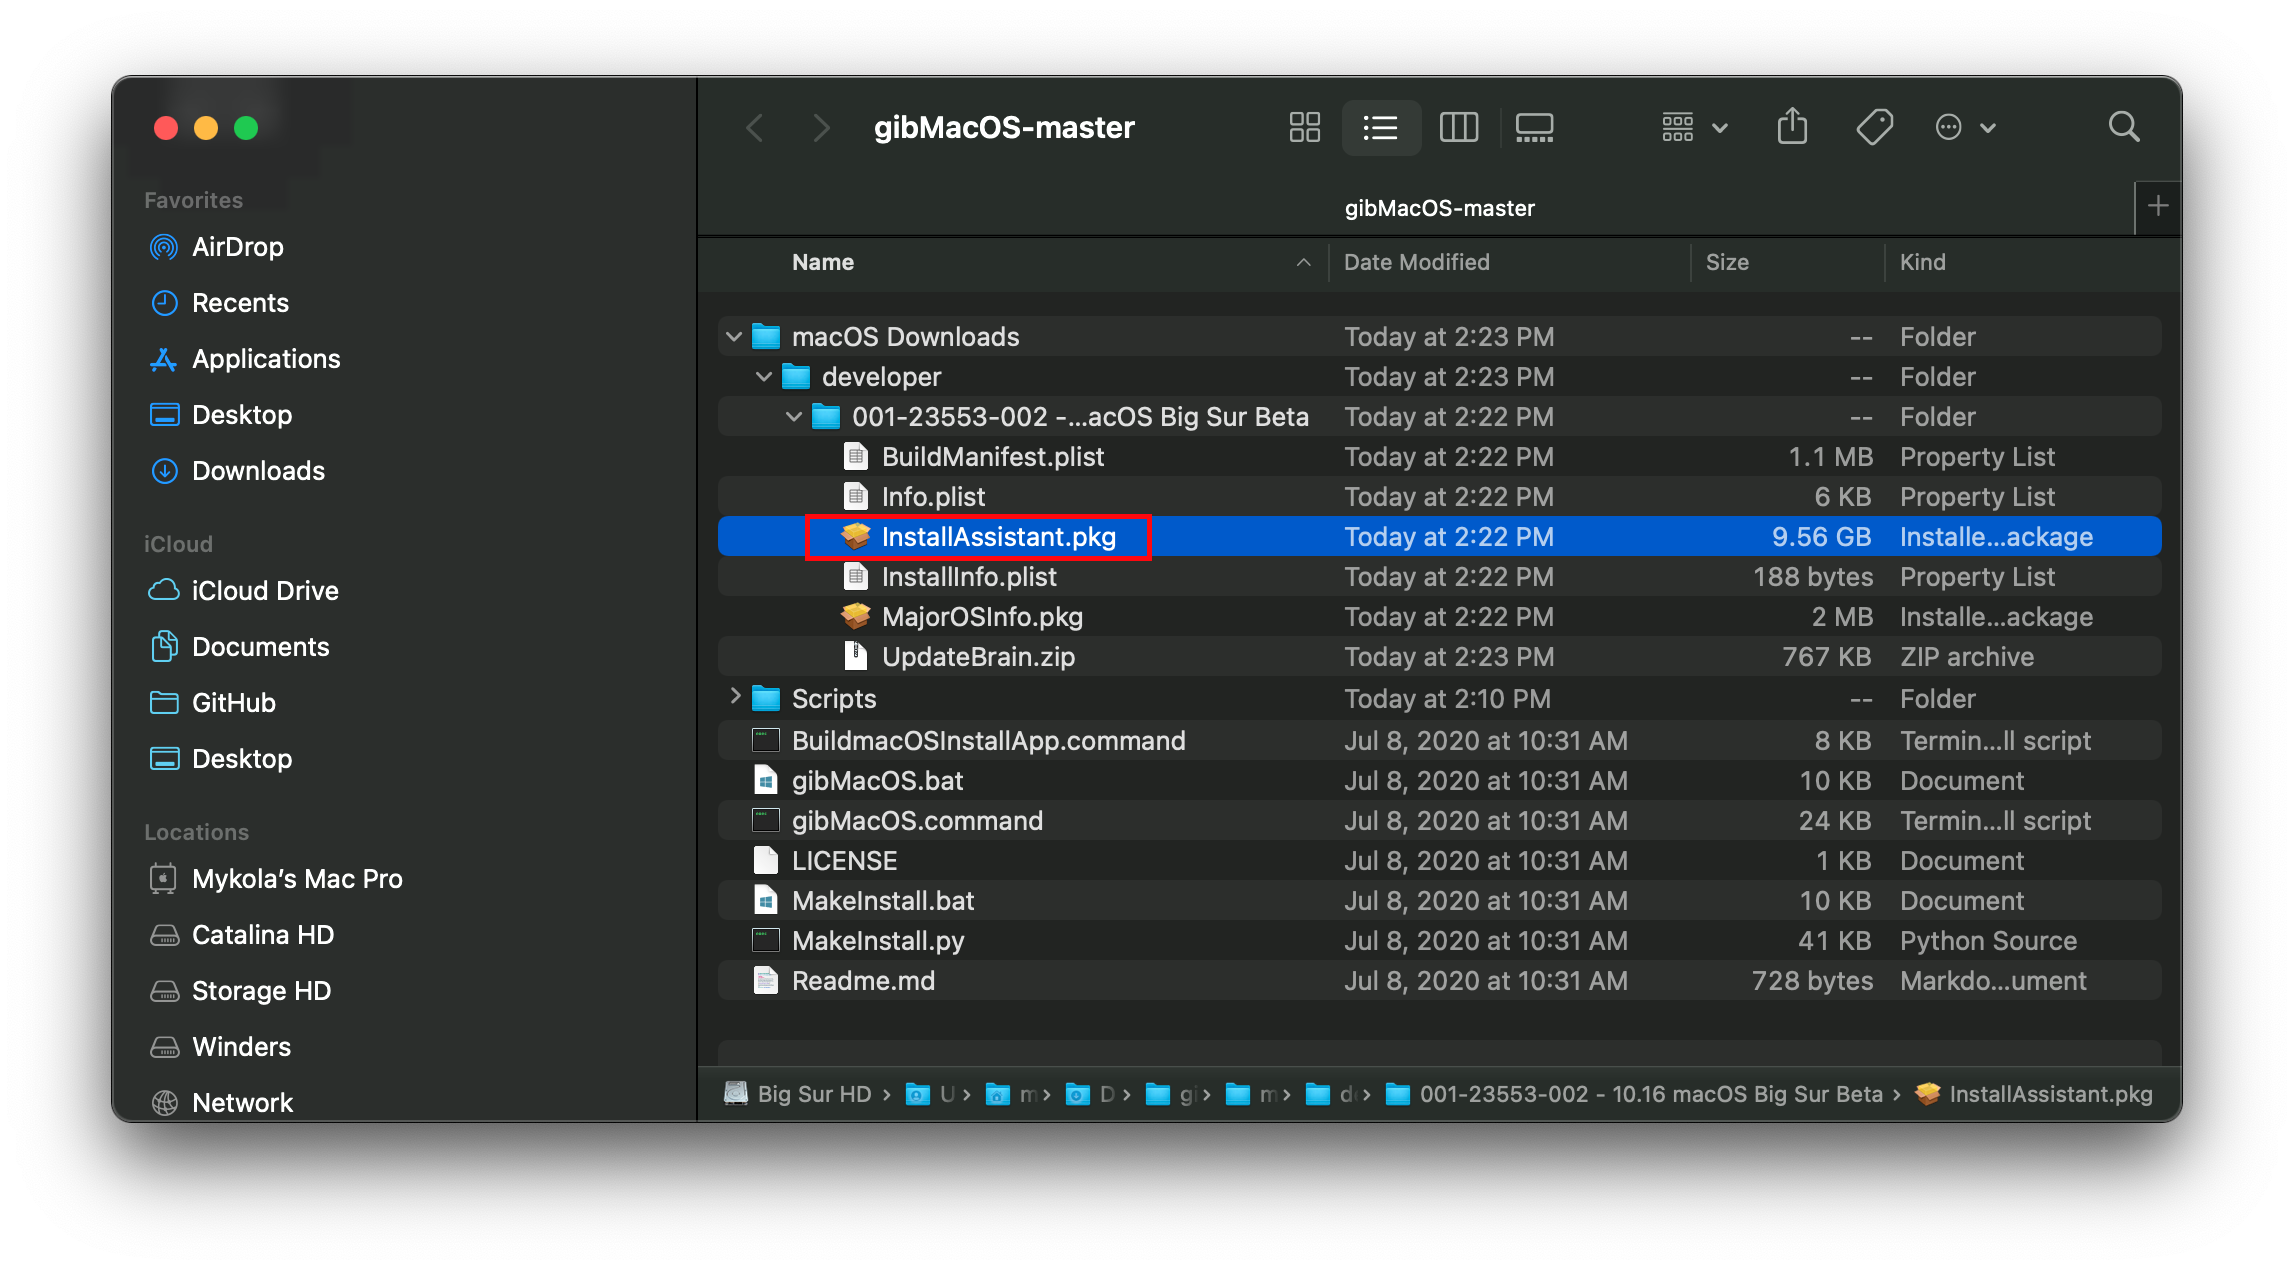 gibMacOS-master
gibMacOS-master
Favorites
AirDrop
Recents
Applications
Desktop
Downloads
iCloud
iCloud Drive
Documents
GitHub
Desktop
Locations
Mykola's Mac Pro
Catalina HD
Storage HD
Winders
Network
Name Date Modified Size Kind
macOS Downloads Today at 2:23 PM -- Folder
developer Today at 2:23 PM -- Folder
001-23553-002 -...acOS Big Sur Beta Today at 2:22 PM -- Folder
BuildManifest.plist Today at 2:22 PM 1.1 MB Property List
Info.plist Today at 2:22 PM 6 KB Property List
InstallAssistant.pkg Today at 2:22 PM 9.56 GB Installe...ackage
InstallInfo.plist Today at 2:22 PM 188 bytes Property List
MajorOSInfo.pkg Today at 2:22 PM 2 MB Installe...ackage
UpdateBrain.zip Today at 2:23 PM 767 KB ZIP archive
Scripts Today at 2:10 PM -- Folder
BuildmacOSInstallApp.command Jul 8, 2020 at 10:31 AM 8 KB Termin...ll script
gibMacOS.bat Jul 8, 2020 at 10:31 AM 10 KB Document
gibMacOS.command Jul 8, 2020 at 10:31 AM 24 KB Termin...ll script
LICENSE Jul 8, 2020 at 10:31 AM 1 KB Document
MakeInstall.bat Jul 8, 2020 at 10:31 AM 10 KB Document
MakeInstall.py Jul 8, 2020 at 10:31 AM 41 KB Python Source
Readme.md Jul 8, 2020 at 10:31 AM 728 bytes Markdo...ument
Big Sur HD › U › m › D › gi › m › d › 001-23553-002 - 10.16 macOS Big Sur Beta › InstallAssistant.pkg